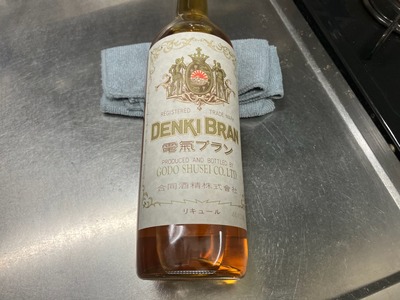 REGISTERED TRADE MARK
DENKI BRAN
電氣ブラン
PRODUCED AND BOTTLED BY
GODO SHUSEI CO., LTD.
合同酒精株式會社
リキュール